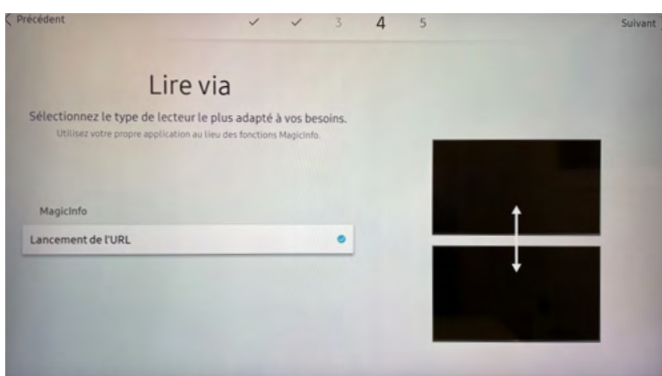 Précédent
3
4
5
Suivant
Lire via
Sélectionnez le type de lecteur le plus adapté à vos besoins.
Utilisez votre propre application au lieu des fonctions MagicInfo.
MagicInfo
Lancement de l'URL